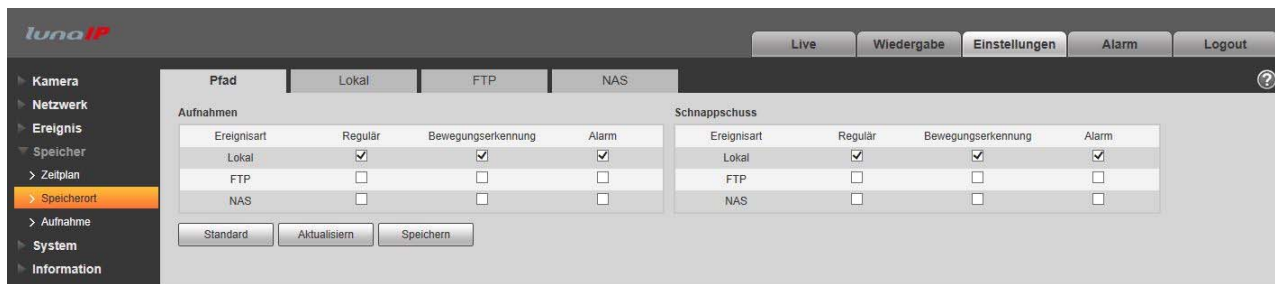 lunaIP
Live Wiedergabe Einstellungen Alarm Logout
Kamera
Netzwerk
Ereignis
Speicher
> Zeitplan
> Speicherort
> Aufnahme
System
Information
Pfad Lokal FTP NAS
?
Aufnahmen
Ereignisart Regulär Bewegungserkennung Alarm
Lokal
FTP
NAS
Schnappschuss
Ereignisart Regulär Bewegungserkennung Alarm
Lokal
FTP
NAS
Standard Aktualisiern Speichern